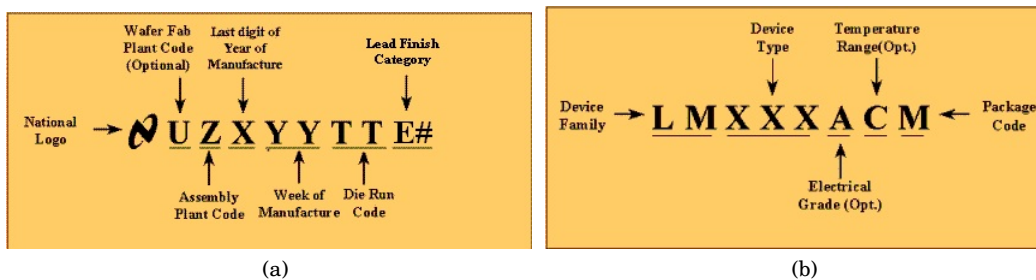 Wafer Fab
Plant Code
(Optional)
Last digit of
Year of
Manufacture
Lead Finish
Category
National
Logo
U Z X Y Y T T E#
Assembly
Plant Code
Week of
Manufacture
Die Run
Code
(a)
Device
Type
Temperature
Range(Opt.)
Device
Family
L M X X X A C M
Package
Code
Electrical
Grade (Opt.)
(b)